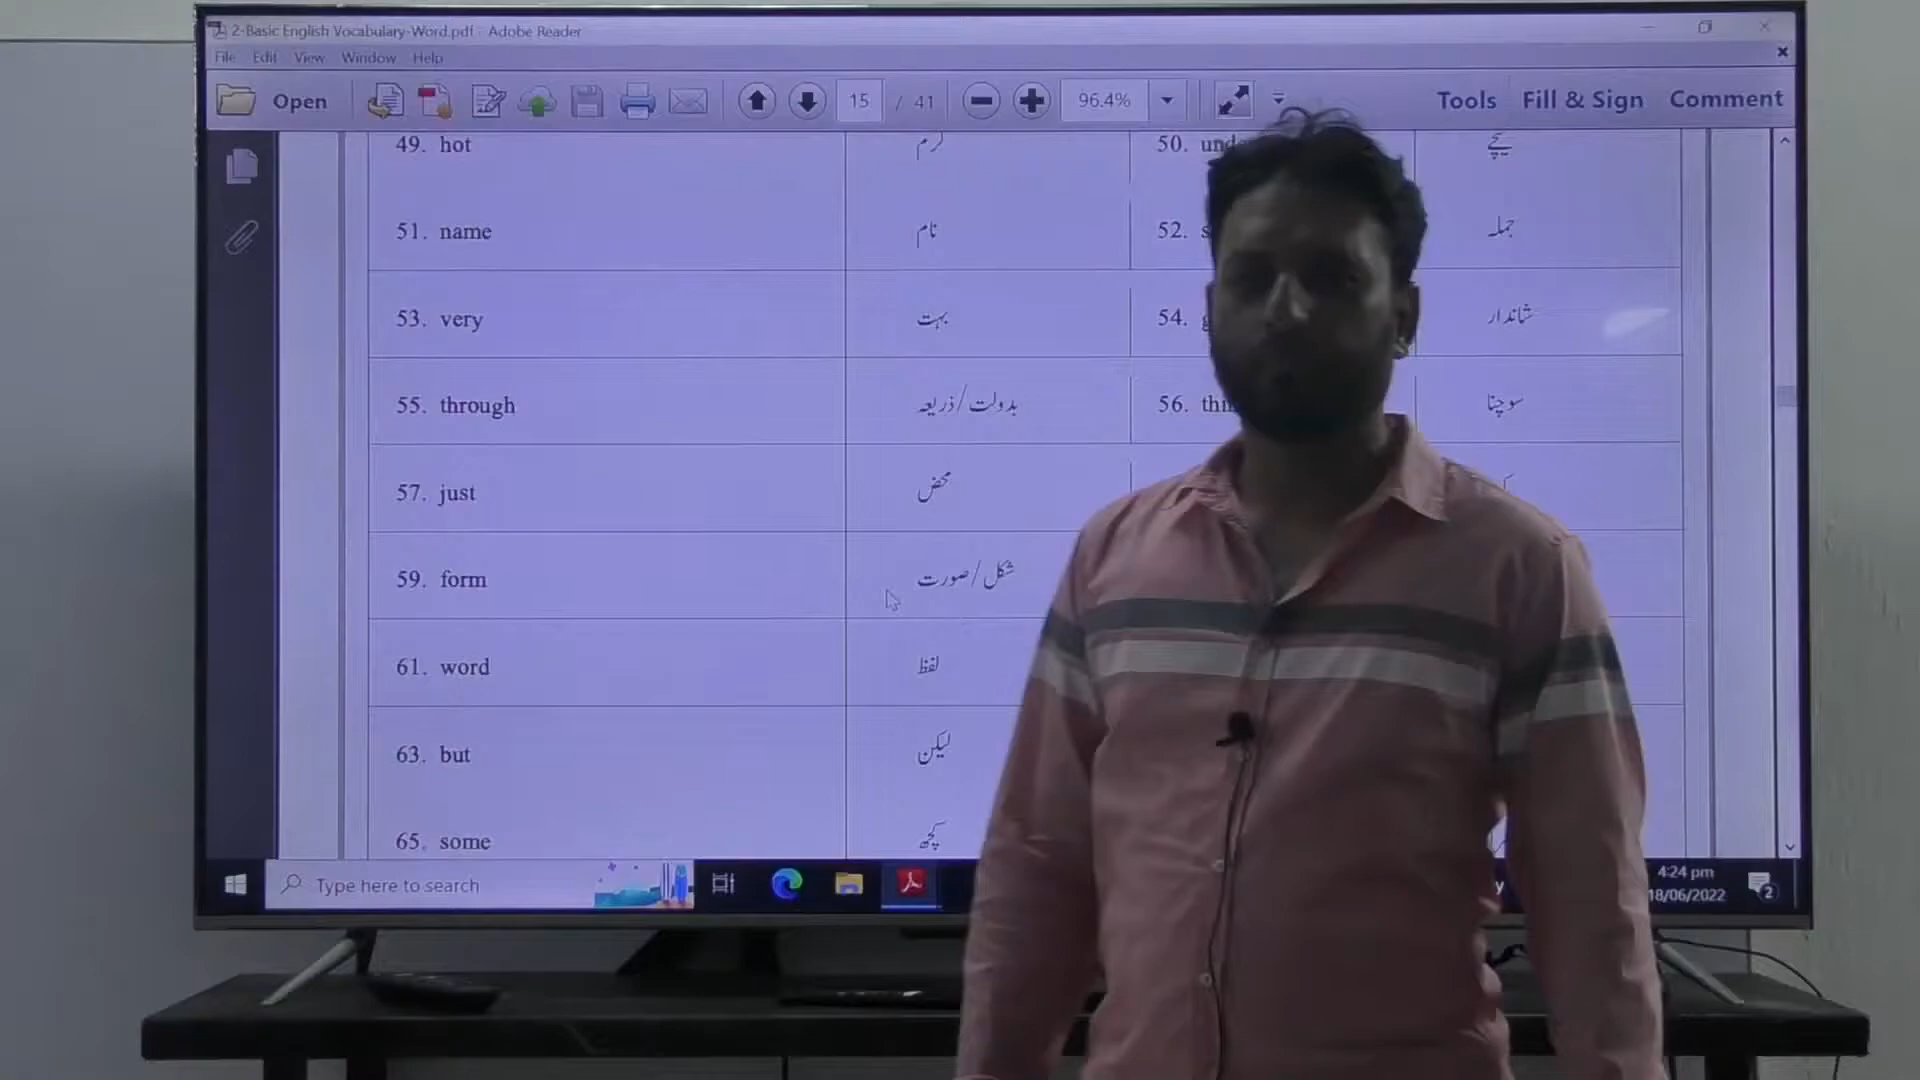 2-Basic English Vocabulary-Word.pdf - Adobe Reader
File Edit View Window Help
Open 15 / 41 96.4% Tools Fill & Sign Comment
49. hot گرم 50. نیچے
51. name نام 52. جملہ
53. very بہت 54. شاندار
55. through بدولت/ذریعہ 56. سوچنا
57. just محض
59. form شکل/صورت
61. word لفظ
63. but لیکن
65. some کچھ
Type here to search 4:24 pm
18/06/2022 2